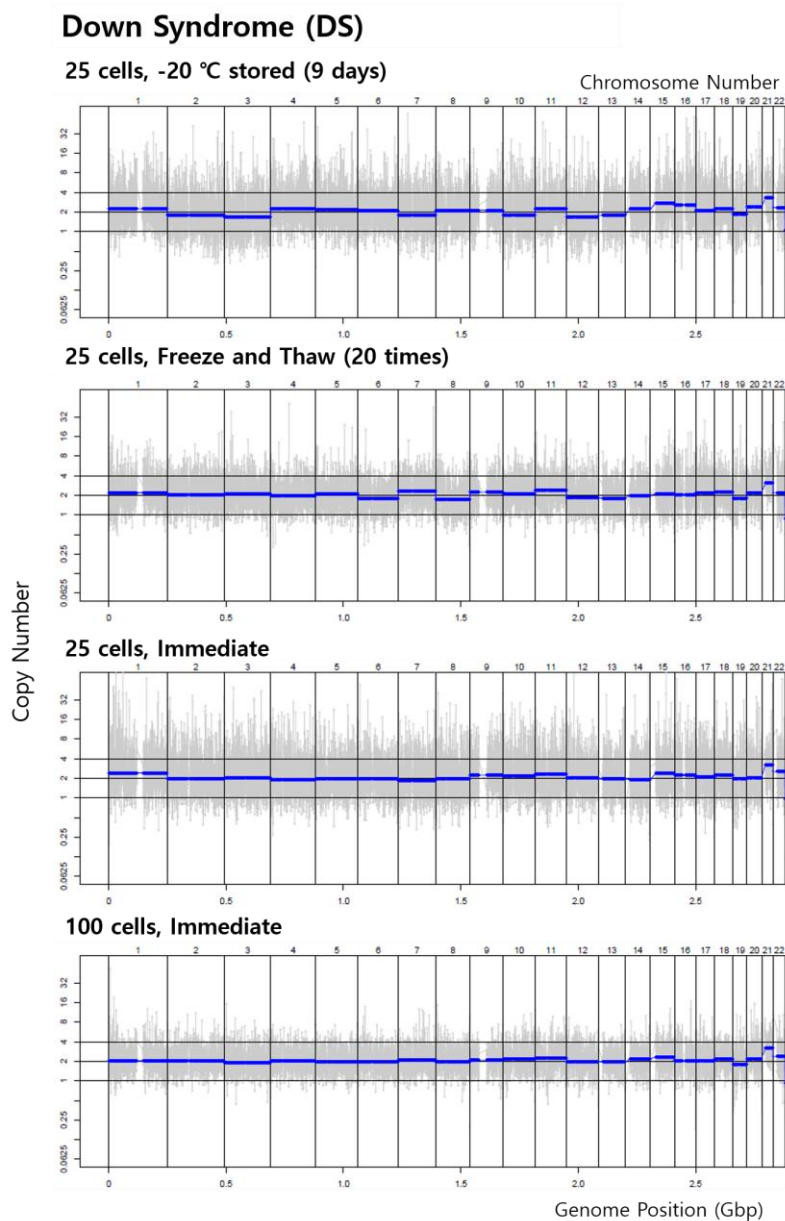 Down Syndrome (DS)
25 cells, -20 ℃ stored (9 days)
Chromosome Number
1 2 3 4 5 6 7 8 9 10 11 12 13 14 15 16 17 18 19 20 21 22
32
16
8
4
2
1
0.25
0.0625
0 0.5 1.0 1.5 2.0 2.5
25 cells, Freeze and Thaw (20 times)
1 2 3 4 5 6 7 8 9 10 11 12 13 14 15 16 17 18 19 20 21 22
32
16
8
4
2
1
0.25
0.0625
0 0.5 1.0 1.5 2.0 2.5
Copy Number
25 cells, Immediate
1 2 3 4 5 6 7 8 9 10 11 12 13 14 15 16 17 18 19 20 21 22
32
16
8
4
2
1
0.25
0.0625
0 0.5 1.0 1.5 2.0 2.5
100 cells, Immediate
1 2 3 4 5 6 7 8 9 10 11 12 13 14 15 16 17 18 19 20 21 22
32
16
8
4
2
1
0.25
0.0625
0 0.5 1.0 1.5 2.0 2.5
Genome Position (Gbp)